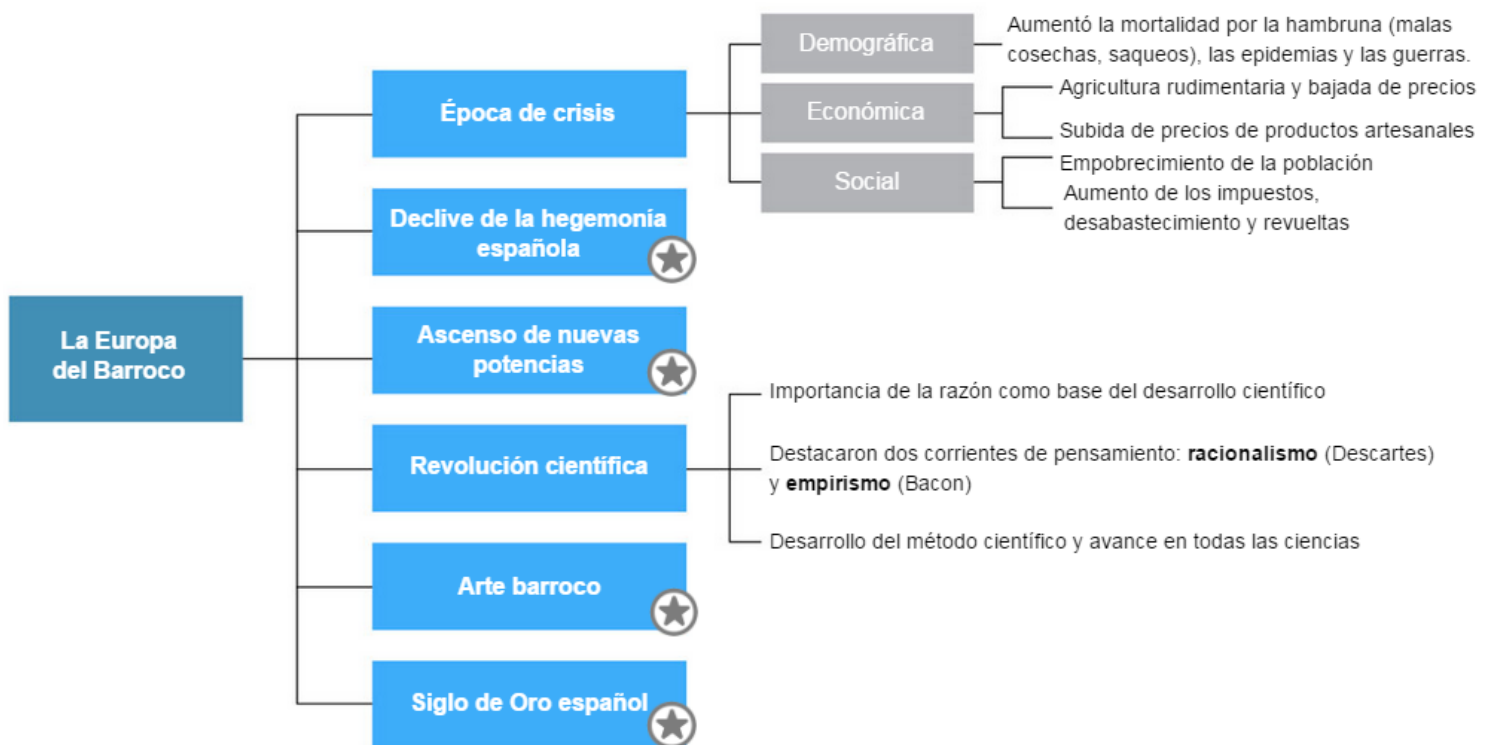 La Europa
del Barroco
Época de crisis
Demográfica
Aumentó la mortalidad por la hambruna (malas
cosechas, saqueos), las epidemias y las guerras.
Económica
Agricultura rudimentaria y bajada de precios
Subida de precios de productos artesanales
Social
Empobrecimiento de la población
Aumento de los impuestos,
desabastecimiento y revueltas
Declive de la hegemonía
española
Ascenso de nuevas
potencias
Revolución científica
Importancia de la razón como base del desarrollo científico
Destacaron dos corrientes de pensamiento: racionalismo (Descartes)
y empirismo (Bacon)
Desarrollo del método científico y avance en todas las ciencias
Arte barroco
Siglo de Oro español